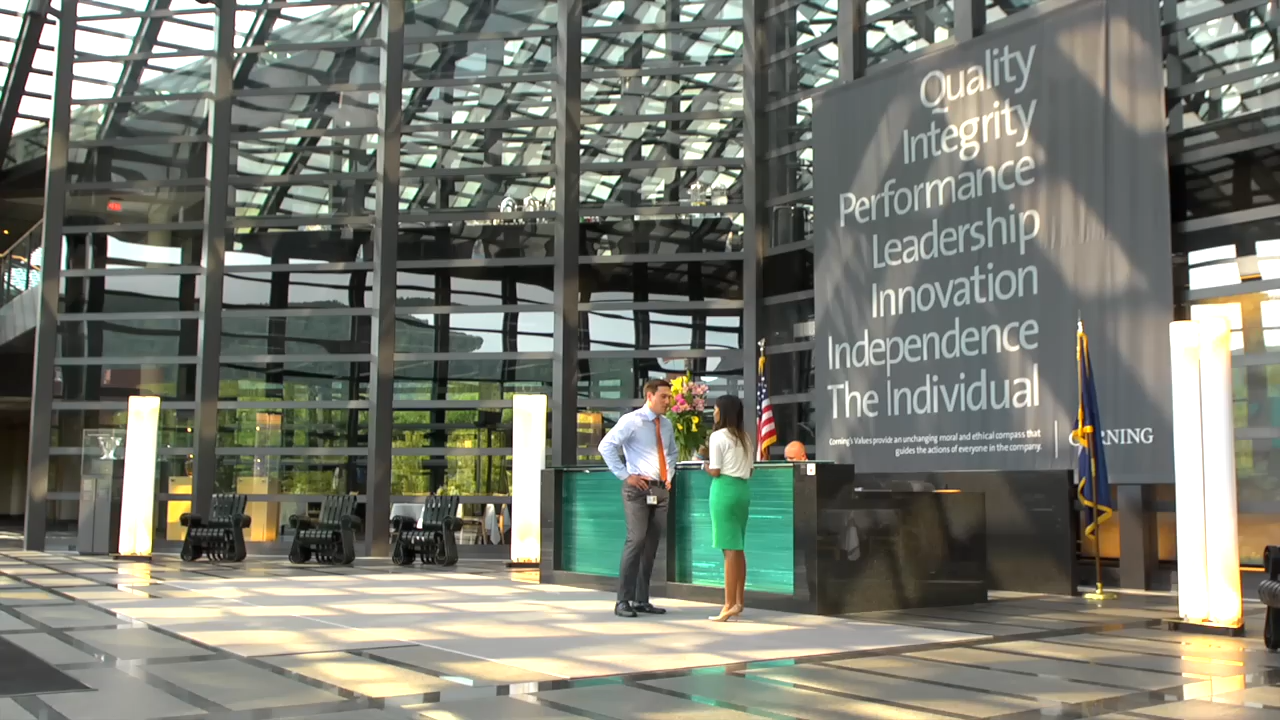 Quality
Integrity
Performance
Leadership
Innovation
Independence
The Individual
Corning's Values provide an unchanging moral and ethical compass that
guides the actions of everyone in the company.
CORNING